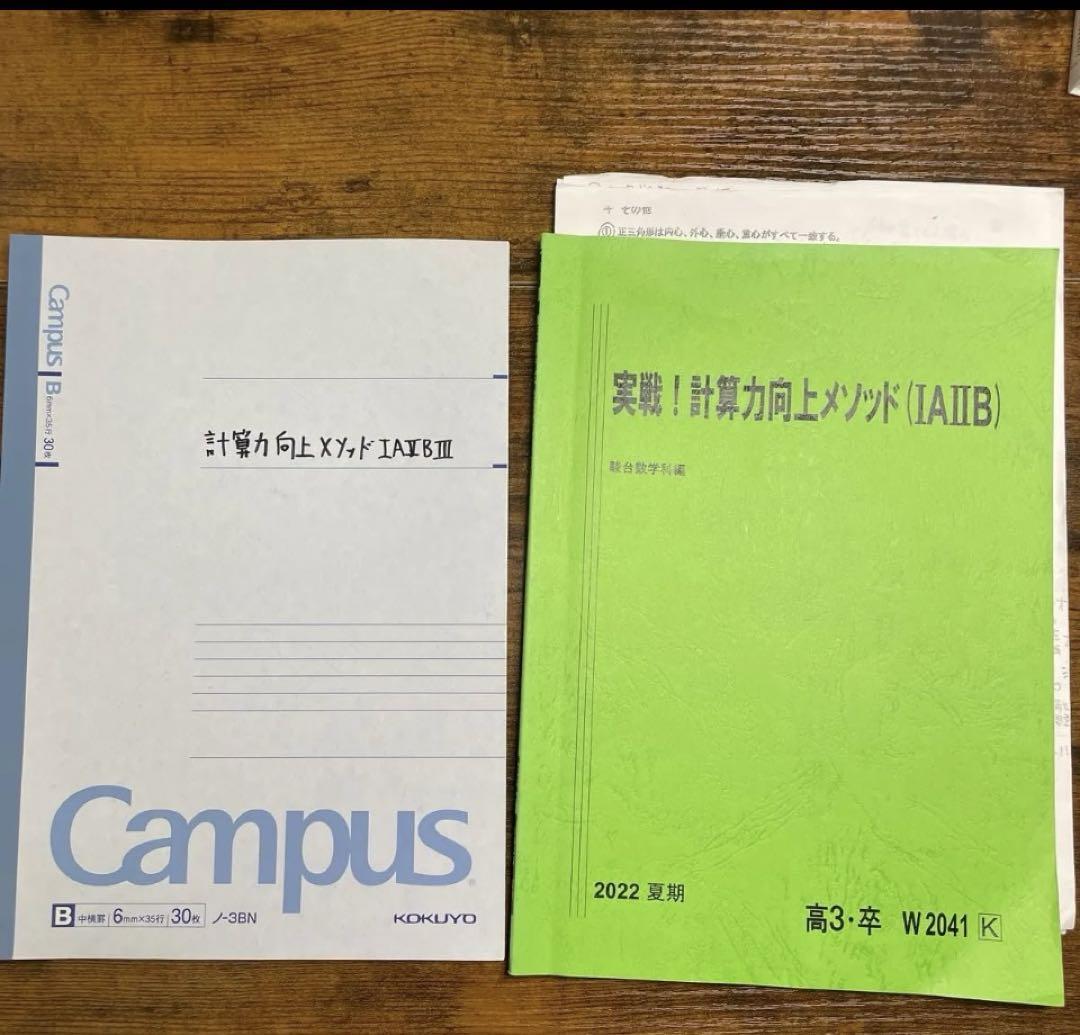 Campus B 6mm×35行 30枚
計算力向上メソッドIAⅡBⅢ
Campus
B 中横罫 6mm×35行 30枚 ノ-3BN
KOKUYO
その他
① 正三角形は内心、外心、垂心、重心がすべて一致する。
実戦！計算力向上メソッド(IAⅡB)
駿台数学科編
2022 夏期
高3・卒 W2041 K